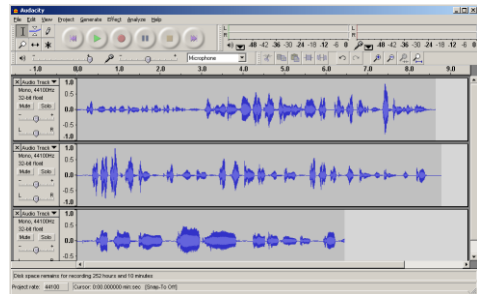 Audacity
File Edit View Project Generate Effect Analyze Help
L
R
L
R
-48 -42 -36 -30 -24 -18 -12 -6 0
-48 -42 -36 -30 -24 -18 -12 -6 0
Microphone
1.0 0.0 1.0 2.0 3.0 4.0 5.0 6.0 7.0 8.0 9.0
X Audio Track
Mono, 44100Hz
32-bit float
Mute Solo
- +
L R
1.0
0.5
0.0
-0.5
-1.0
X Audio Track
Mono, 44100Hz
32-bit float
Mute Solo
- +
L R
1.0
0.5
0.0
-0.5
-1.0
X Audio Track
Mono, 44100Hz
32-bit float
Mute Solo
- +
1.0
0.5
0.0
-0.5
Disk space remains for recording 252 hours and 10 minutes
Project rate: 44100 Cursor: 0:00.000000 min:sec [Snap-To Off]